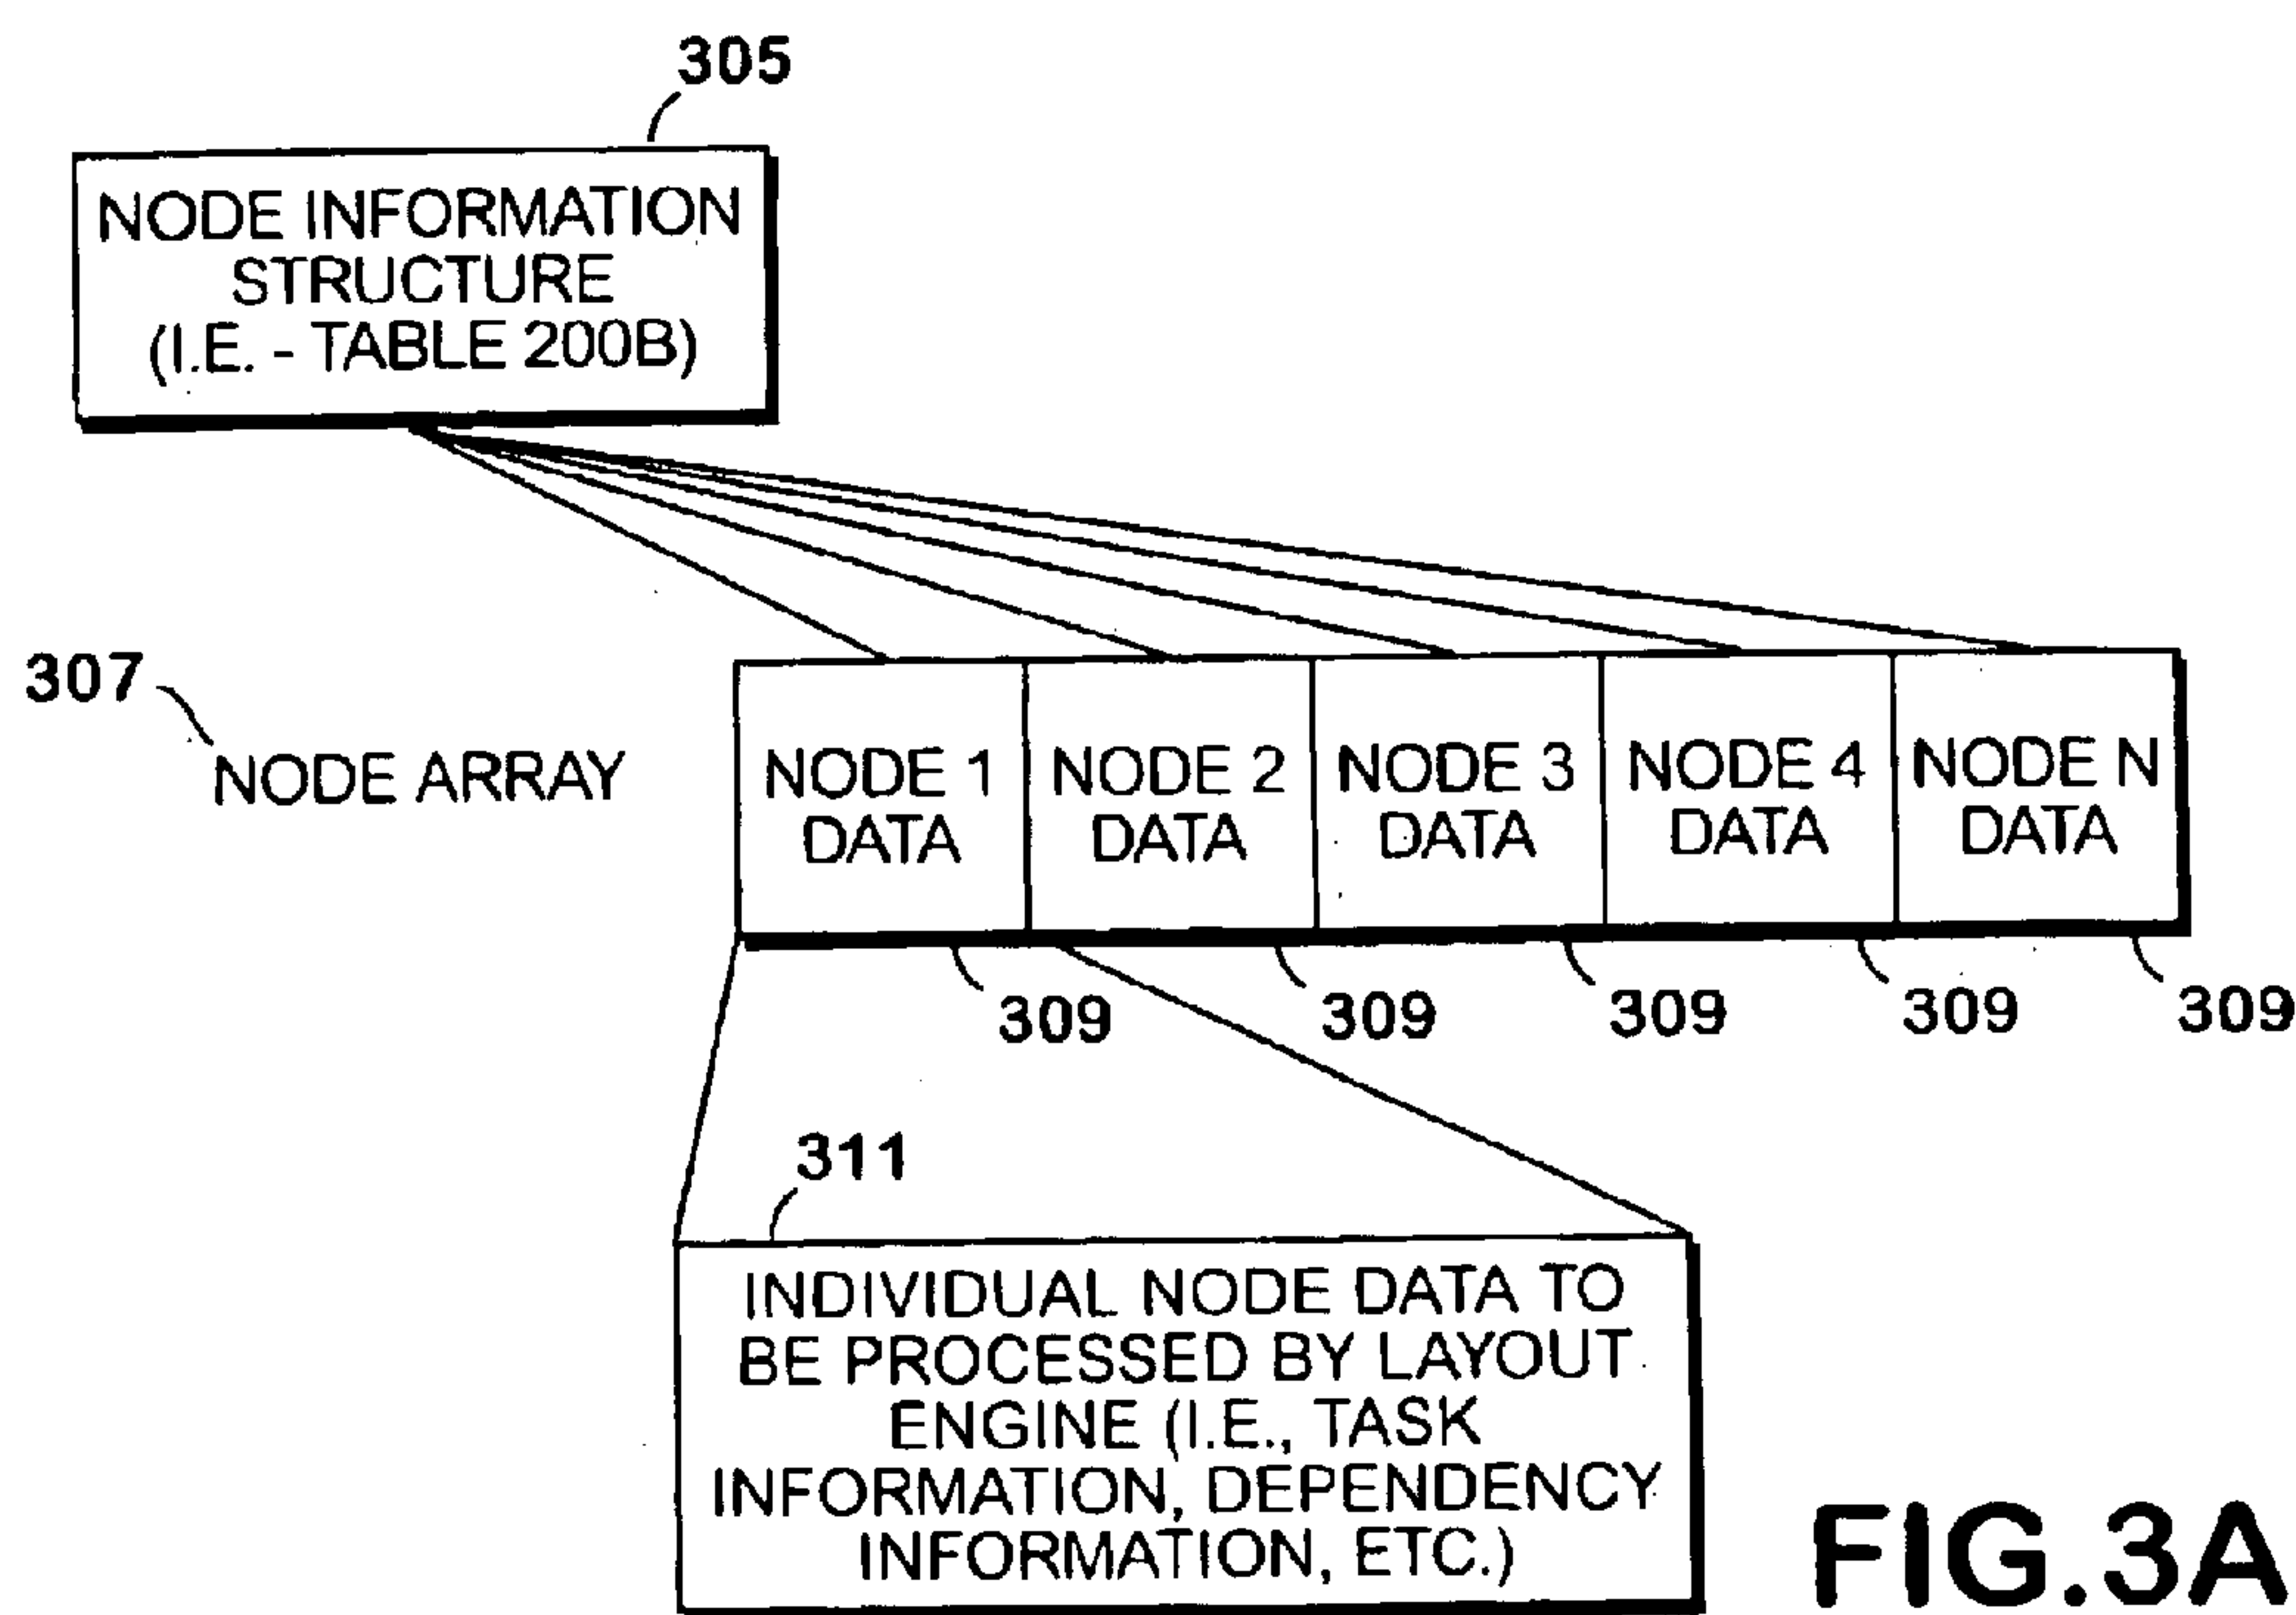 305
NODE INFORMATION
STRUCTURE
(I.E. - TABLE 200B)
307
NODE ARRAY
NODE 1
DATA
NODE 2
DATA
NODE 3
DATA
NODE 4
DATA
NODE N
DATA
309
309
309
309
309
311
INDIVIDUAL NODE DATA TO
BE PROCESSED BY LAYOUT
ENGINE (I.E., TASK
INFORMATION, DEPENDENCY
INFORMATION, ETC.)
FIG.3A